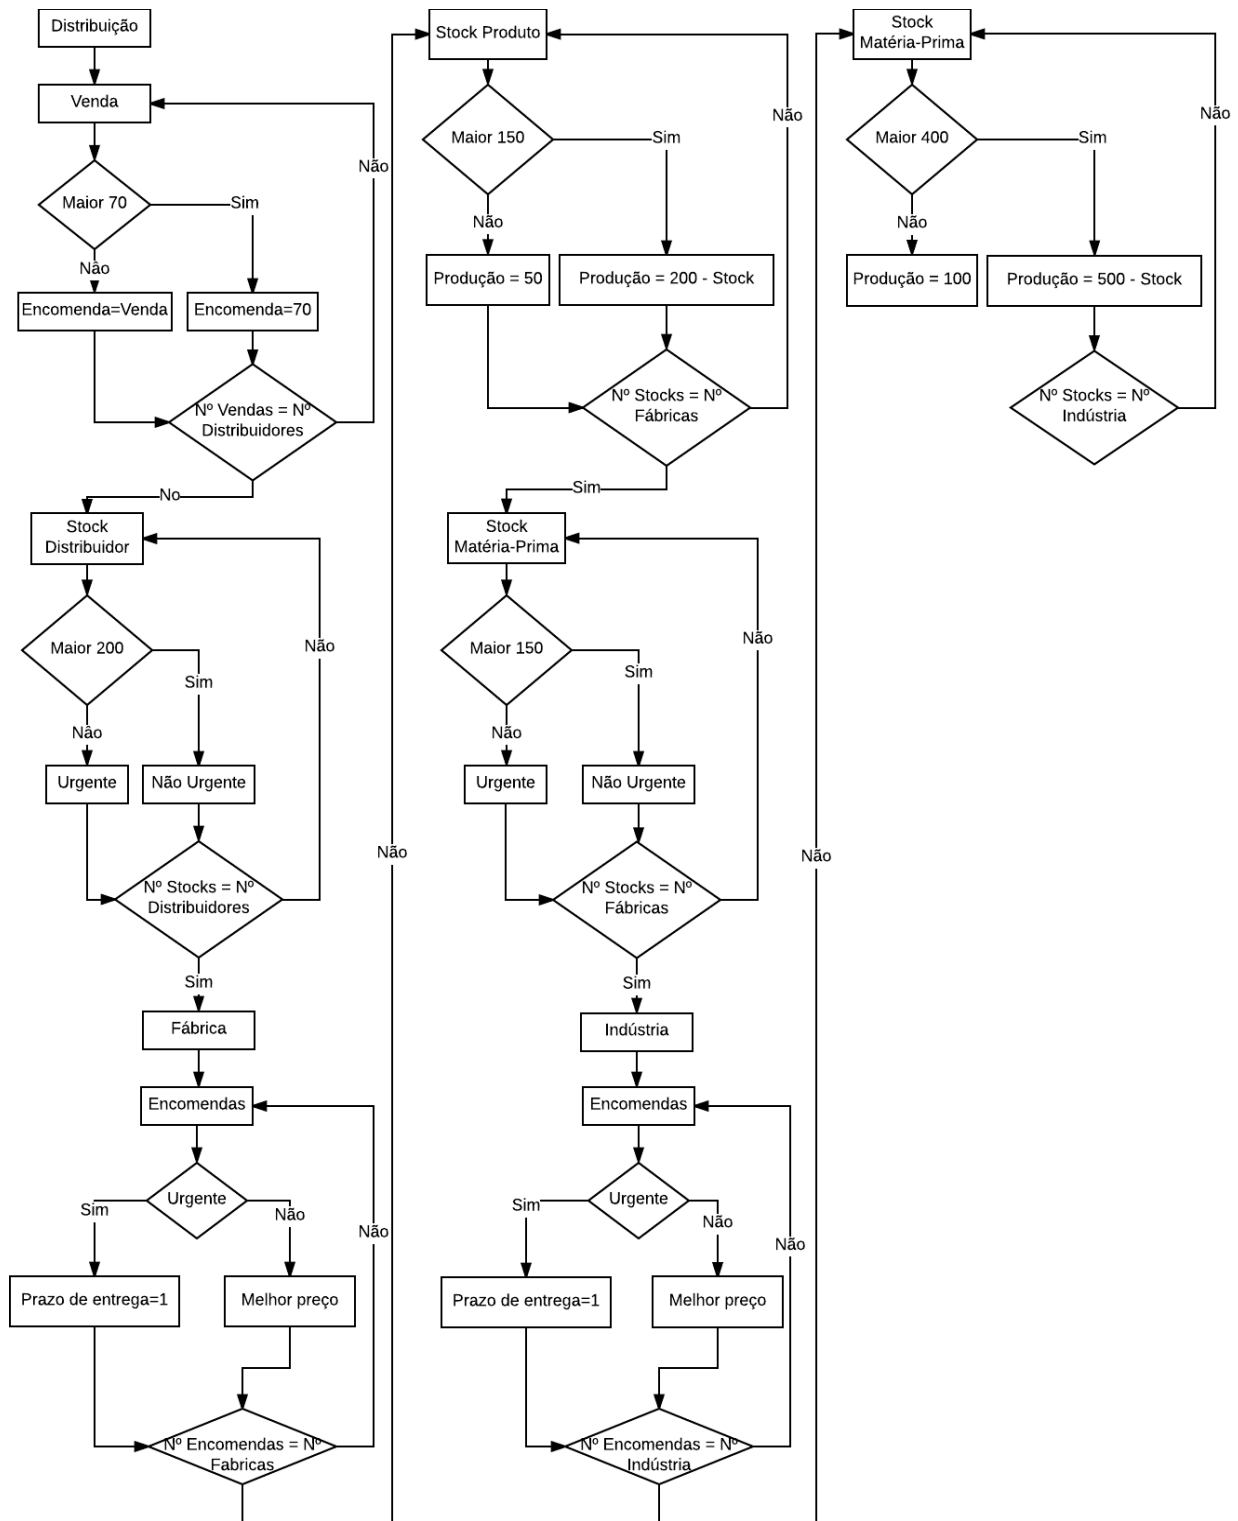 Distribuição
Venda
Maior 70
Sim
Não
Não
Encomenda=Venda
Encomenda=70
Nº Vendas = Nº
Distribuidores
No
Stock
Distribuidor
Maior 200
Sim
Não
Não
Urgente
Não Urgente
Nº Stocks = Nº
Distribuidores
Sim
Fábrica
Encomendas
Urgente
Sim
Não
Não
Prazo de entrega=1
Melhor preço
Nº Encomendas = Nº
Fabricas
Não
Stock Produto
Maior 150
Sim
Não
Não
Produção = 50
Produção = 200 - Stock
Nº Stocks = Nº
Fábricas
Sim
Stock
Matéria-Prima
Maior 150
Sim
Não
Não
Urgente
Não Urgente
Nº Stocks = Nº
Fábricas
Sim
Indústria
Encomendas
Urgente
Sim
Não
Não
Prazo de entrega=1
Melhor preço
Nº Encomendas = Nº
Indústria
Não
Stock
Matéria-Prima
Maior 400
Sim
Não
Não
Produção = 100
Produção = 500 - Stock
Nº Stocks = Nº
Indústria